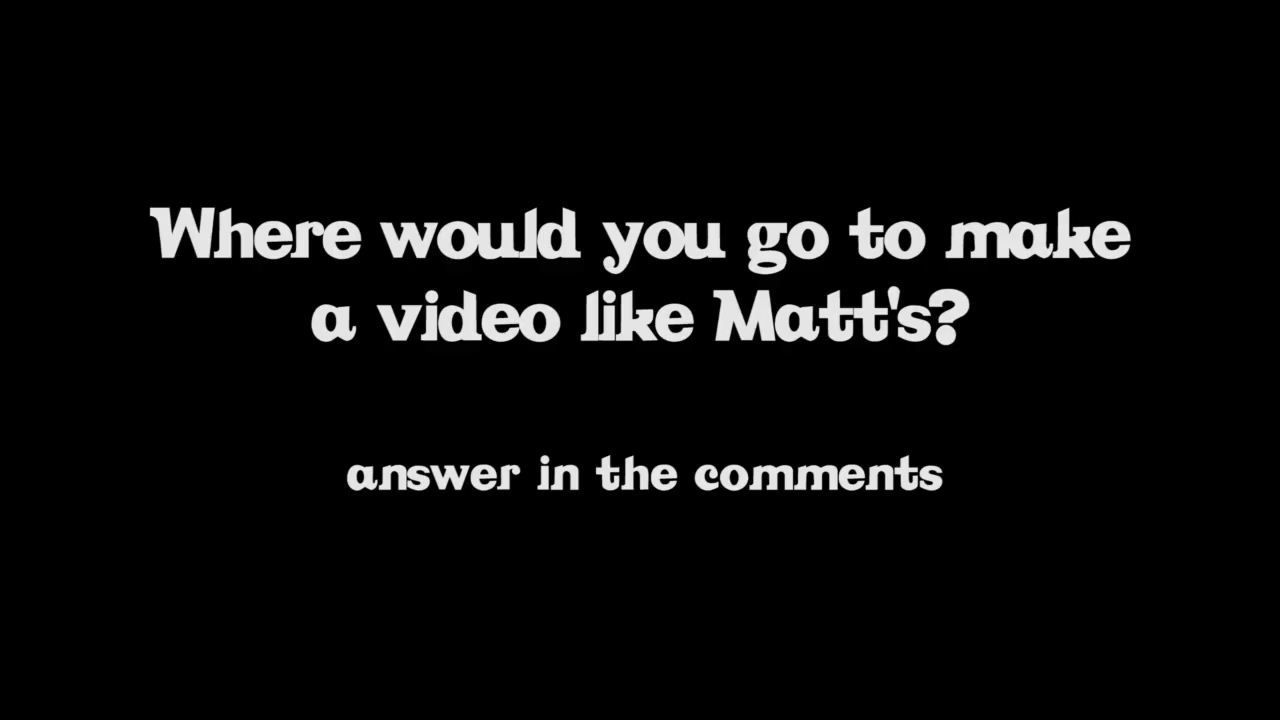 Where would you go to make
a video like Matt's?
answer in the comments